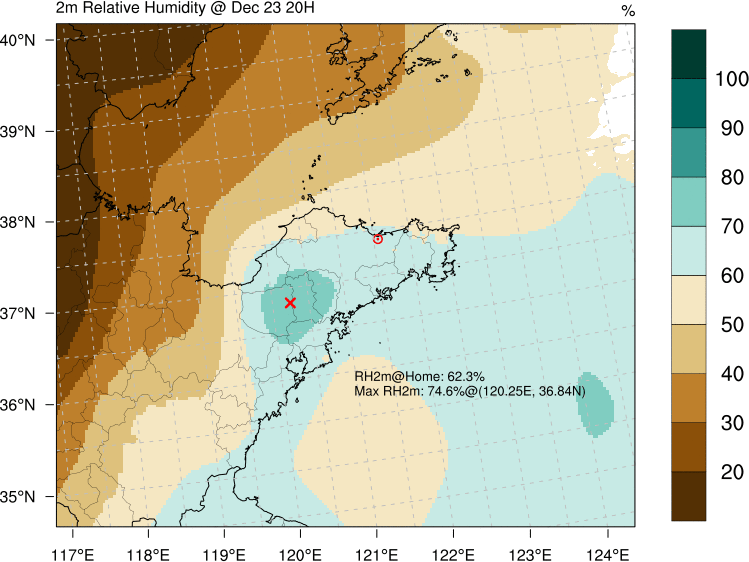 2m Relative Humidity @ Dec 23 20H
%
40°N
39°N
38°N
37°N
36°N
35°N
RH2m@Home: 62.3%
Max RH2m: 74.6%@(120.25E, 36.84N)
117°E
118°E
119°E
120°E
121°E
122°E
123°E
124°E
100
90
80
70
60
50
40
30
20